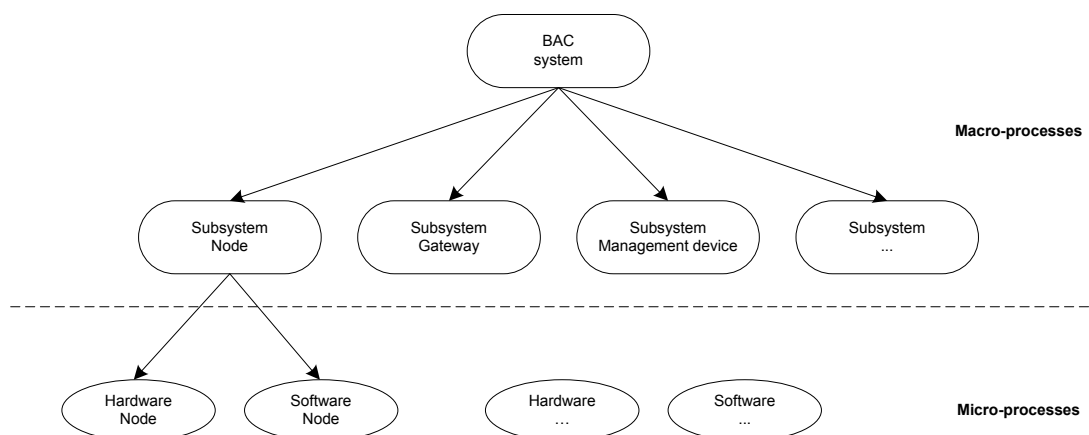 BAC
system
Macro-processes
Subsystem
Node
Subsystem
Gateway
Subsystem
Management device
Subsystem
...
Hardware
Node
Software
Node
Hardware
…
Software
...
Micro-processes